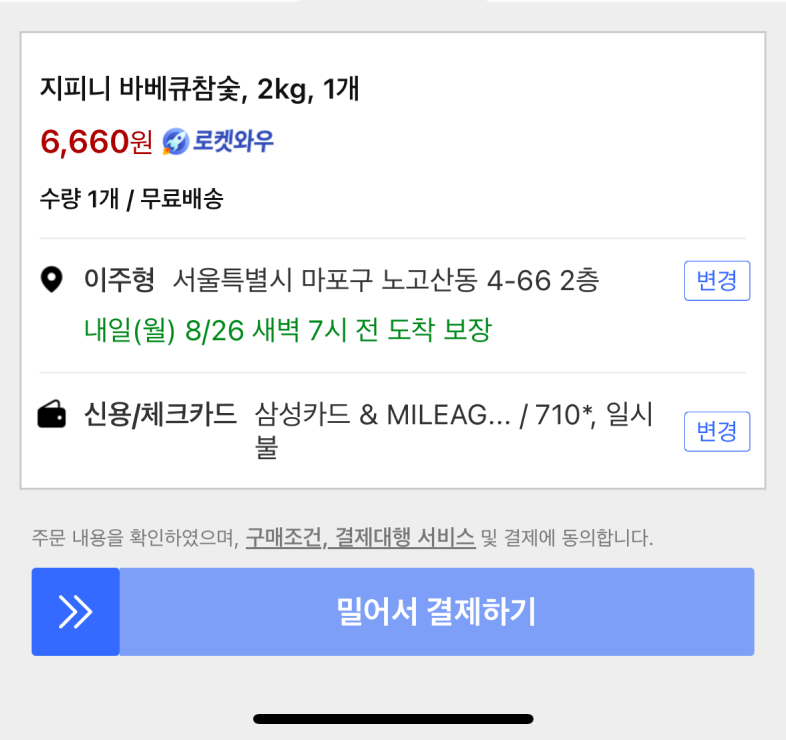 지피니 바베큐참숯, 2kg, 1개
6,660원 로켓와우
수량 1개 / 무료배송
이주형 서울특별시 마포구 노고산동 4-66 2층 변경
내일(월) 8/26 새벽 7시 전 도착 보장
신용/체크카드 삼성카드 & MILEAG... / 710*, 일시
불 변경
주문 내용을 확인하였으며, 구매조건, 결제대행 서비스 및 결제에 동의합니다.
밀어서 결제하기